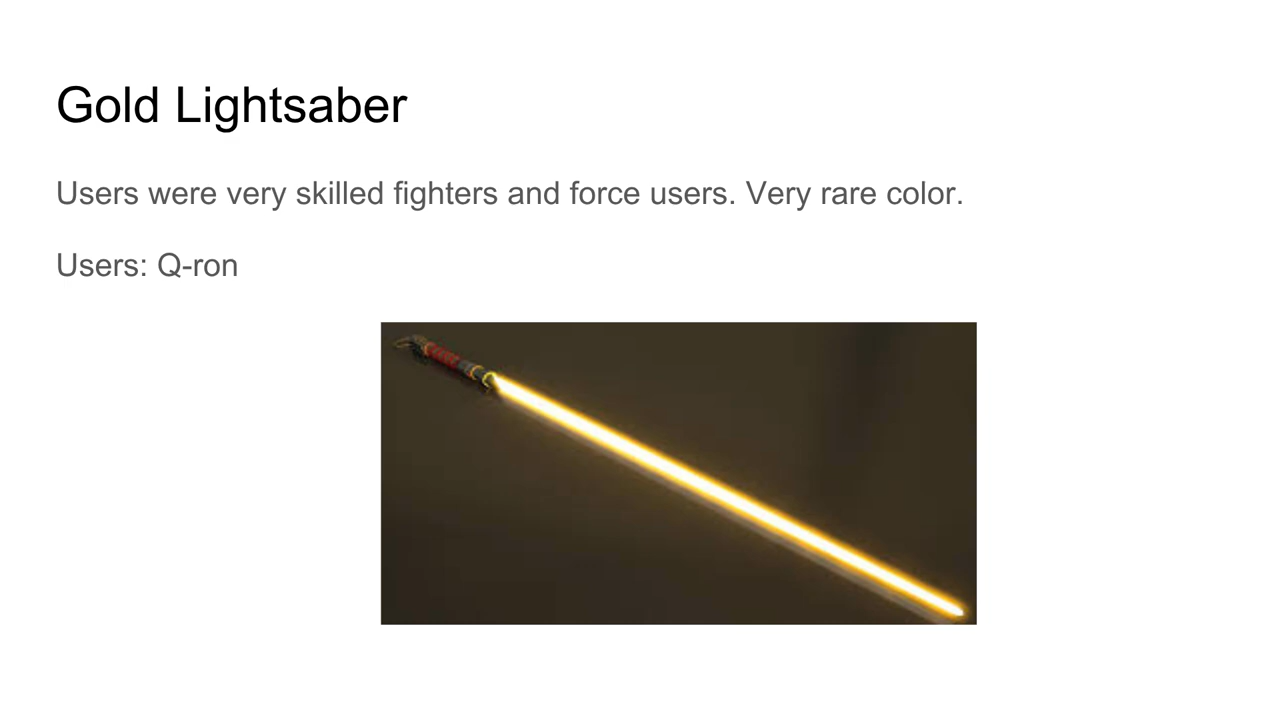 Gold Lightsaber
Users were very skilled fighters and force users. Very rare color.
Users: Q-ron